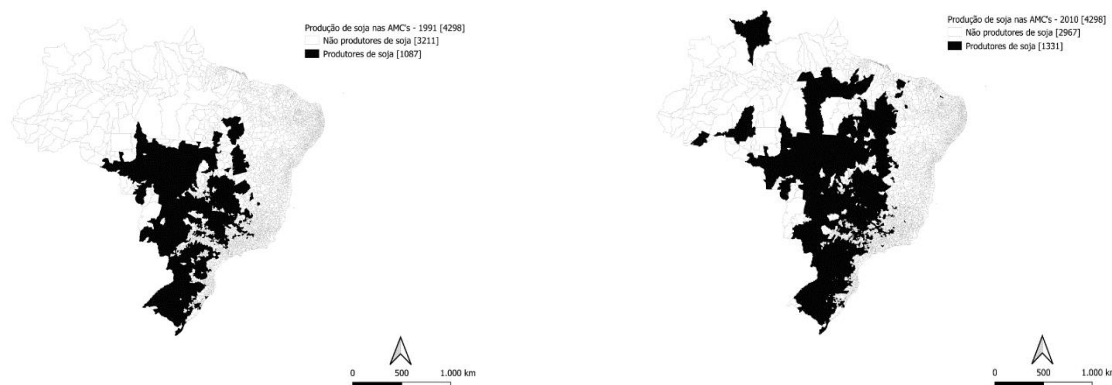 Produção de soja nas AMC's - 1991 [4298]
Não produtores de soja [3211]
Produtores de soja [1087]
0 500 1.000 km
Produção de soja nas AMC's - 2010 [4298]
Não produtores de soja [2967]
Produtores de soja [1331]
0 500 1.000 km